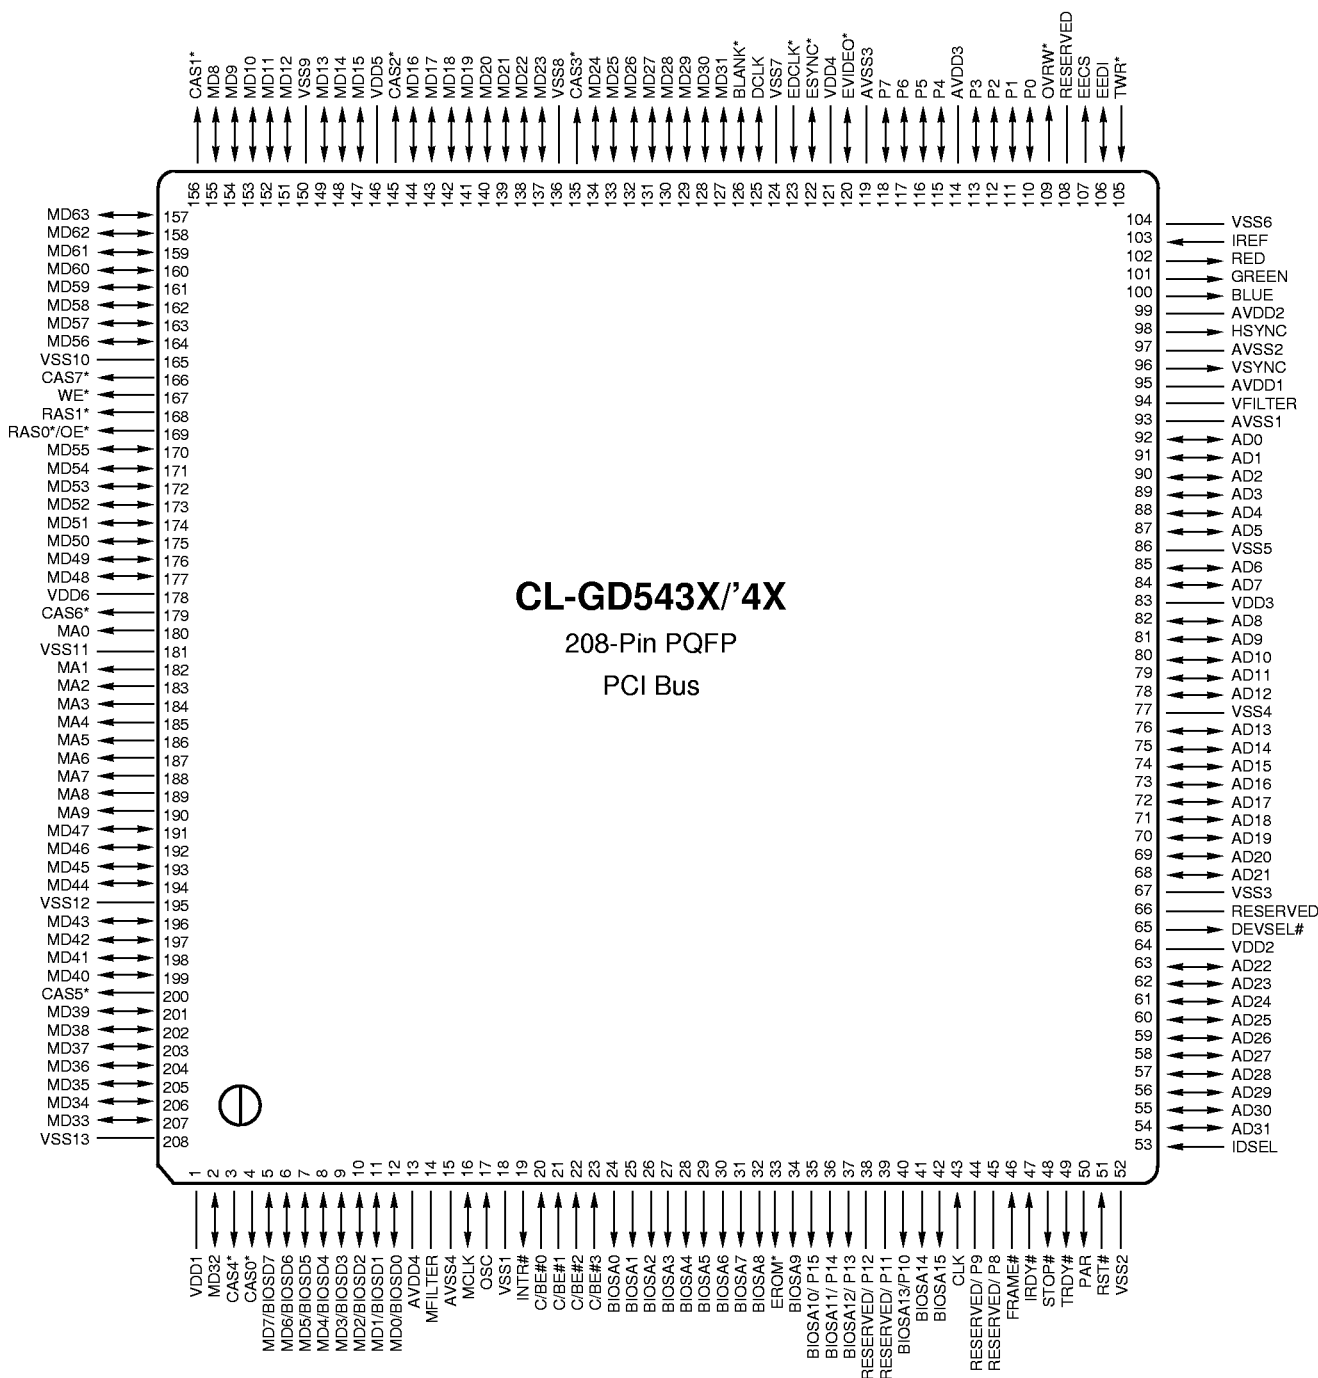 CAS1*
MD8
MD9
MD10
MD11
MD12
VSS9
MD13
MD14
MD15
VDD5
CAS2*
MD16
MD17
MD18
MD19
MD20
MD21
MD22
MD23
VSS8
CAS3*
MD24
MD25
MD26
MD27
MD28
MD29
MD30
MD31
BLANK*
DCLK
VSS7
EDCLK*
ESYNC*
VDD4
EVIDEO*
AVSS3
P7
P6
P5
P4
AVDD3
P3
P2
P1
P0
OVRW*
RESERVED
EECS
EEDI
TWR*
156
155
154
153
152
151
150
149
148
147
146
145
144
143
142
141
140
139
138
137
136
135
134
133
132
131
130
129
128
127
126
125
124
123
122
121
120
119
118
117
116
115
114
113
112
111
110
109
108
107
106
105
MD63 157
MD62 158
MD61 159
MD60 160
MD59 161
MD58 162
MD57 163
MD56 164
VSS10 165
CAS7* 166
WE* 167
RAS1* 168
RAS0*/OE* 169
MD55 170
MD54 171
MD53 172
MD52 173
MD51 174
MD50 175
MD49 176
MD48 177
VDD6 178
CAS6* 179
MA0 180
VSS11 181
MA1 182
MA2 183
MA3 184
MA4 185
MA5 186
MA6 187
MA7 188
MA8 189
MA9 190
MD47 191
MD46 192
MD45 193
MD44 194
VSS12 195
MD43 196
MD42 197
MD41 198
MD40 199
CAS5* 200
MD39 201
MD38 202
MD37 203
MD36 204
MD35 205
MD34 206
MD33 207
VSS13 208
CL-GD543X/’4X
208-Pin PQFP
PCI Bus
104 VSS6
103 IREF
102 RED
101 GREEN
100 BLUE
99 AVDD2
98 HSYNC
97 AVSS2
96 VSYNC
95 AVDD1
94 VFILTER
93 AVSS1
92 AD0
91 AD1
90 AD2
89 AD3
88 AD4
87 AD5
86 VSS5
85 AD6
84 AD7
83 VDD3
82 AD8
81 AD9
80 AD10
79 AD11
78 AD12
77 VSS4
76 AD13
75 AD14
74 AD15
73 AD16
72 AD17
71 AD18
70 AD19
69 AD20
68 AD21
67 VSS3
66 RESERVED
65 DEVSEL#
64 VDD2
63 AD22
62 AD23
61 AD24
60 AD25
59 AD26
58 AD27
57 AD28
56 AD29
55 AD30
54 AD31
53 IDSEL
1
2
3
4
5
6
7
8
9
10
11
12
13
14
15
16
17
18
19
20
21
22
23
24
25
26
27
28
29
30
31
32
33
34
35
36
37
38
39
40
41
42
43
44
45
46
47
48
49
50
51
52
VDD1
MD32
CAS4*
CAS0*
MD7/BIOSD7
MD6/BIOSD6
MD5/BIOSD5
MD4/BIOSD4
MD3/BIOSD3
MD2/BIOSD2
MD1/BIOSD1
MD0/BIOSD0
AVDD4
MFILTER
AVSS4
MCLK
OSC
VSS1
INTR#
C/BE#0
C/BE#1
C/BE#2
C/BE#3
BIOSA0
BIOSA1
BIOSA2
BIOSA3
BIOSA4
BIOSA5
BIOSA6
BIOSA7
BIOSA8
EROM*
BIOSA9
BIOSA10/ P15
BIOSA11/ P14
BIOSA12/ P13
RESERVED/ P12
RESERVED/ P11
BIOSA13/P10
BIOSA14
BIOSA15
CLK
RESERVED/ P9
RESERVED/ P8
FRAME#
IRDY#
STOP#
TRDY#
PAR
RST#
VSS2